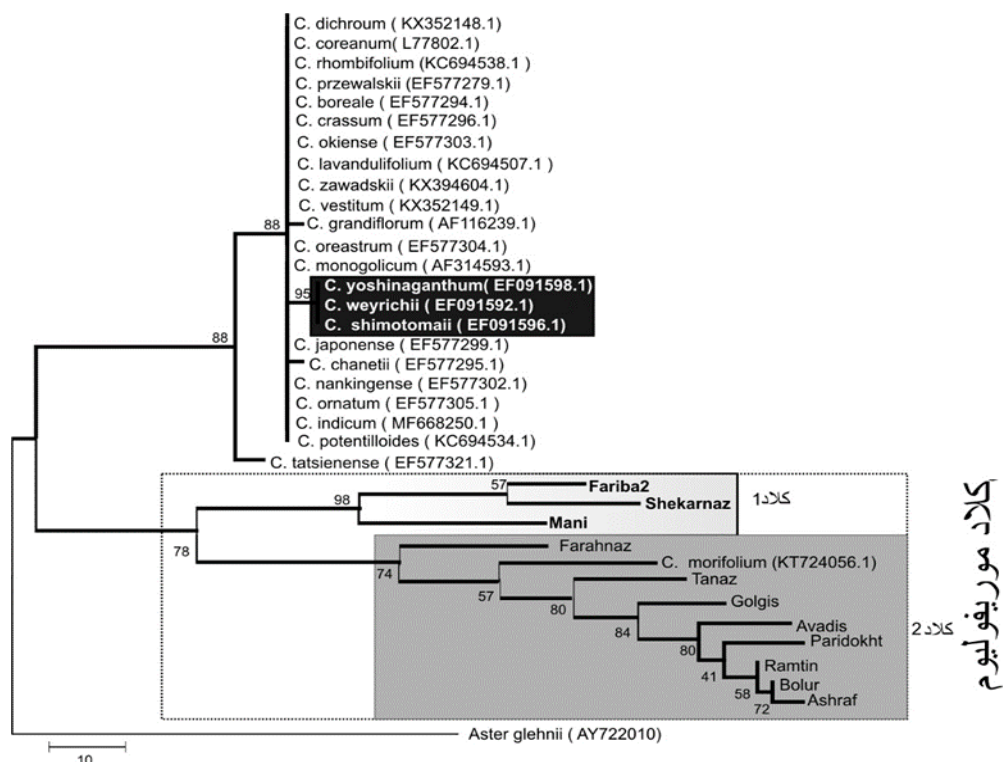 C. dichroum ( KX352148.1)
C. coreanum( L77802.1)
C. rhombifolium (KC694538.1 )
C. przewalskii (EF577279.1)
C. boreale ( EF577294.1)
C. crassum ( EF577296.1)
C. okiense ( EF577303.1)
C. lavandulifolium ( KC694507.1 )
C. zawadskii ( KX394604.1)
C. vestitum ( KX352149.1)
88
C. grandiflorum ( AF116239.1)
C. oreastrum ( EF577304.1)
C. monogolicum ( AF314593.1)
C. yoshinaganthum( EF091598.1)
95
C. weyrichii ( EF091592.1)
C. shimotomaii ( EF091596.1)
88
C. japonense ( EF577299.1)
C. chanetii ( EF577295.1)
C. nankingense ( EF577302.1)
C. ornatum ( EF577305.1 )
C. indicum ( MF668250.1 )
C. potentilloides ( KC694534.1)
C. tatsienense ( EF577321.1)
57
Fariba2
98
Shekarnaz
کلاد1
Mani
78
Farahnaz
74
C. morifolium (KT724056.1)
57
Tanaz
80
Golgis
84
Avadis
کلاد2
80
Paridokht
41
Ramtin
58
Bolur
72
Ashraf
کلاد موریفولیوم
Aster glehnii ( AY722010)
10